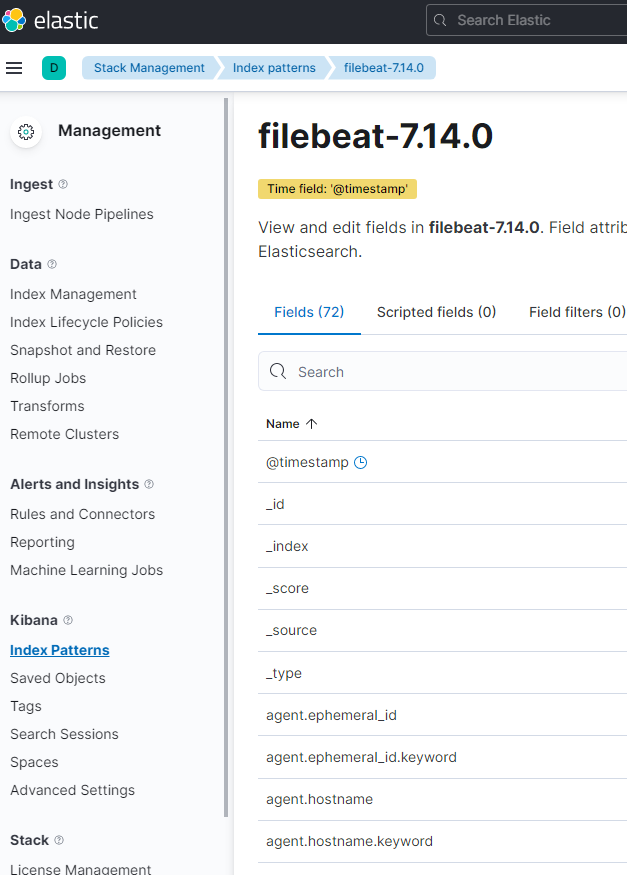 elastic
Search Elastic
D
Stack Management
Index patterns
filebeat-7.14.0
Management
Ingest
Ingest Node Pipelines
Data
Index Management
Index Lifecycle Policies
Snapshot and Restore
Rollup Jobs
Transforms
Remote Clusters
Alerts and Insights
Rules and Connectors
Reporting
Machine Learning Jobs
Kibana
Index Patterns
Saved Objects
Tags
Search Sessions
Spaces
Advanced Settings
Stack
License Management
filebeat-7.14.0
Time field: '@timestamp'
View and edit fields in filebeat-7.14.0. Field attrib
Elasticsearch.
Fields (72)
Scripted fields (0)
Field filters (0)
Search
Name
@timestamp
_id
_index
_score
_source
_type
agent.ephemeral_id
agent.ephemeral_id.keyword
agent.hostname
agent.hostname.keyword